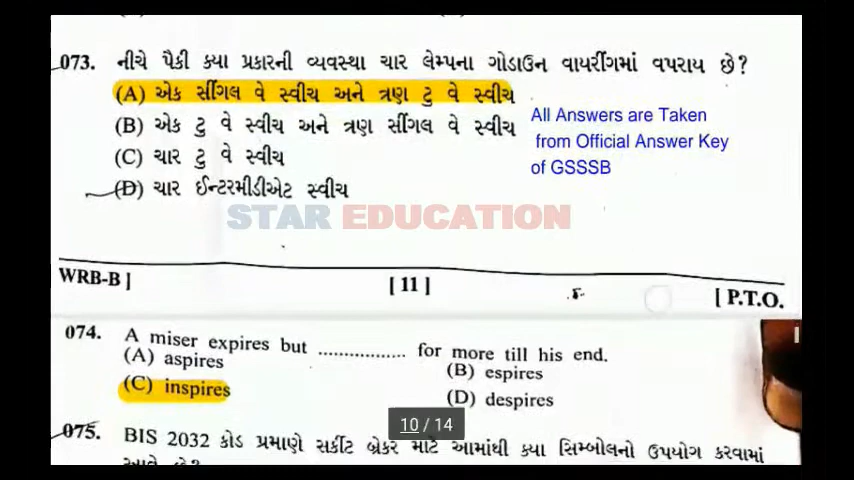 073. નીચે પૈકી ક્યા પ્રકારની વ્યવસ્થા ચાર લેમ્પના ગોડાઉન વાયરીંગમાં વપરાય છે?
(A) એક સીંગલ વે સ્વીચ અને ત્રણ ટુ વે સ્વીચ
(B) એક ટુ વે સ્વીચ અને ત્રણ સીંગલ વે સ્વીચ
(C) ચાર ટુ વે સ્વીચ
(D) ચાર ઈન્ટરમીડીએટ સ્વીચ
All Answers are Taken
from Official Answer Key
of GSSSB
STAR EDUCATION
WRB-B ] [ 11 ] [ P.T.O.
074. A miser expires but ................. for more till his end.
(A) aspires (B) espires
(C) inspires (D) despires
10 / 14
075. BIS 2032 કોડ પ્રમાણે સર્કીટ બ્રેકર માટે આમાંથી ક્યા સિમ્બોલનો ઉપયોગ કરવામાં